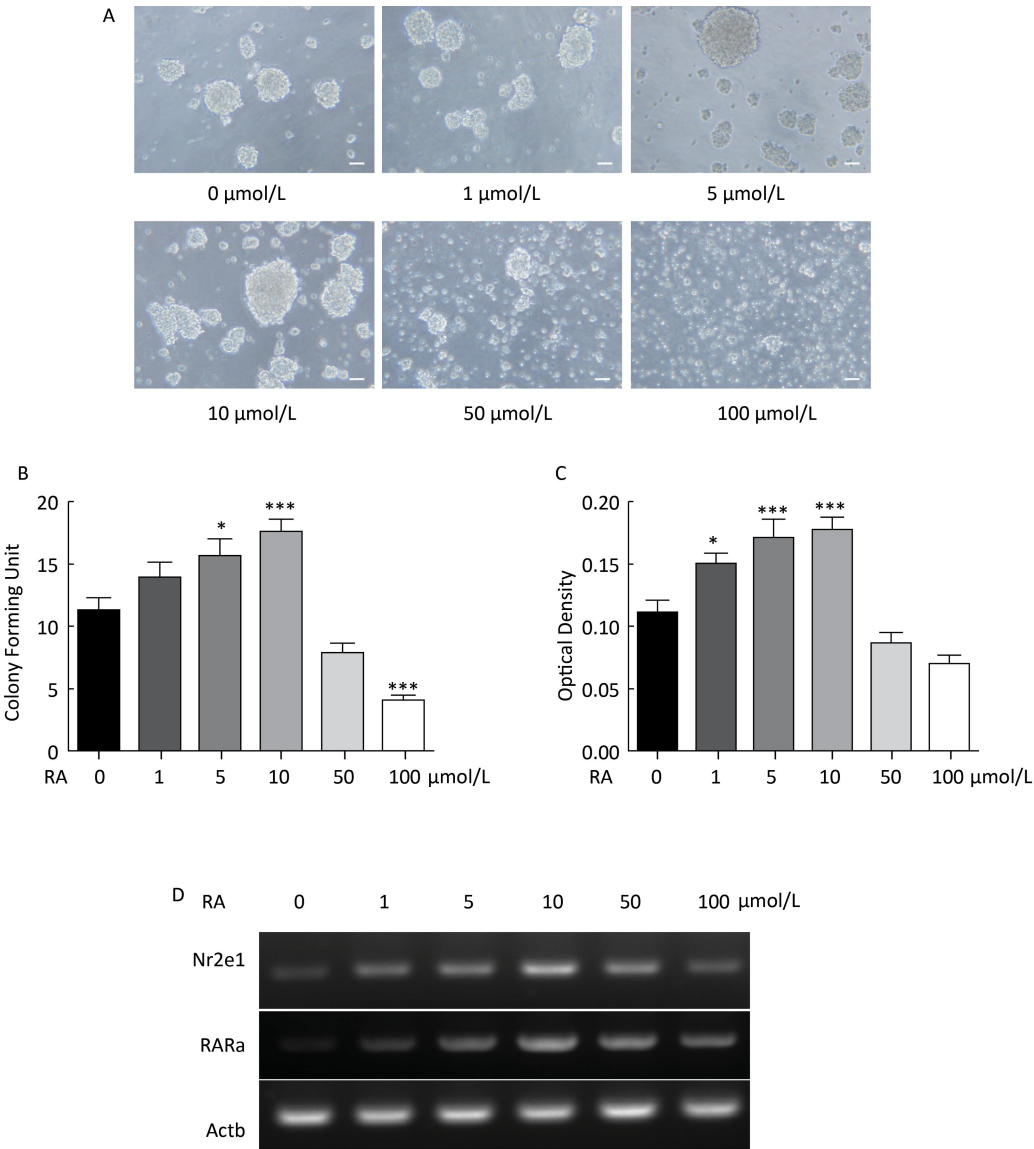 A
0 µmol/L
1 µmol/L
5 µmol/L
10 µmol/L
50 µmol/L
100 µmol/L
B
Colony Forming Unit
20
15
10
5
0
*
***
***
RA 0 1 5 10 50 100 µmol/L
C
Optical Density
0.20
0.15
0.10
0.05
0.00
*
***
***
RA 0 1 5 10 50 100 µmol/L
D RA 0 1 5 10 50 100 µmol/L
Nr2e1
RARa
Actb